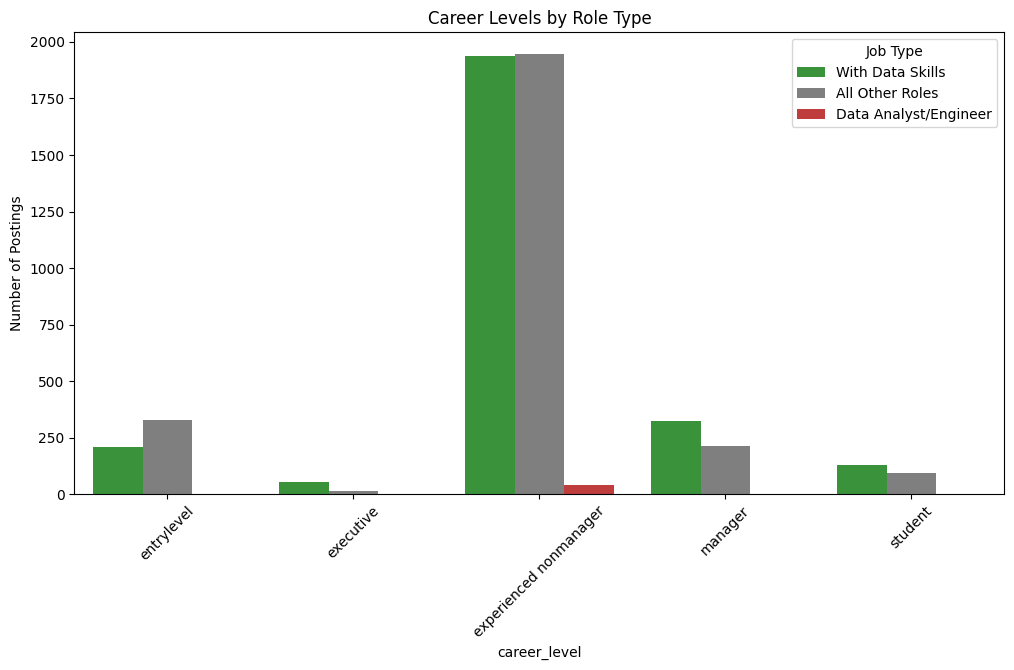 Career Levels by Role Type
Number of Postings
2000
1750
1500
1250
1000
750
500
250
0
Job Type
With Data Skills
All Other Roles
Data Analyst/Engineer
entrylevel
executive
experienced nonmanager
manager
student
career_level